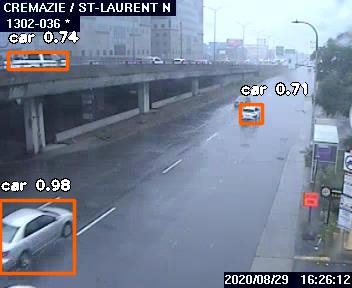 CREMAZIE / ST-LAURENT N
1302-036 *
car 0.74
car 0.71
car 0.98
2020/08/29 16:26:12